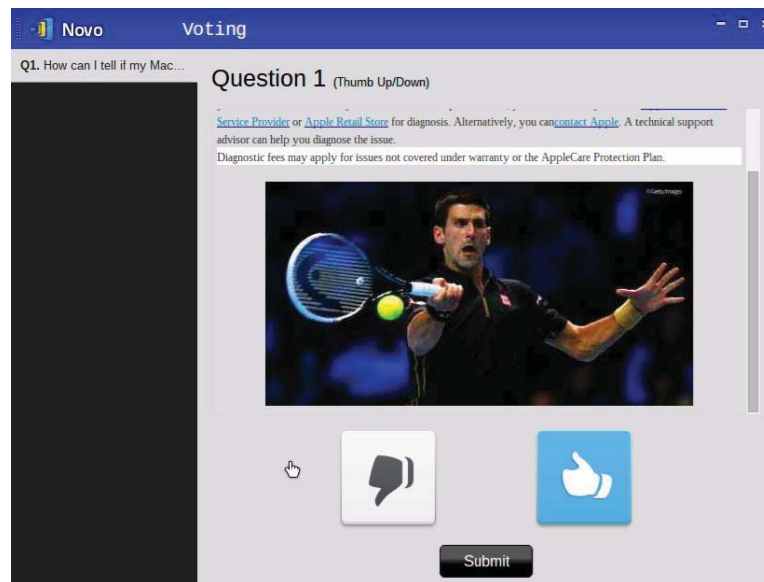 Novo
Voting
Q1. How can I tell if my Mac...
Question 1 (Thumb Up/Down)
Service Provider or Apple Retail Store for diagnosis. Alternatively, you cancontact Apple. A technical support
advisor can help you diagnose the issue.
Diagnostic fees may apply for issues not covered under warranty or the AppleCare Protection Plan.
©Getty Images
Submit